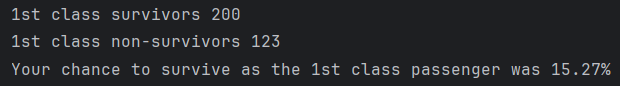 1st class survivors 200
1st class non-survivors 123
Your chance to survive as the 1st class passenger was 15.27%